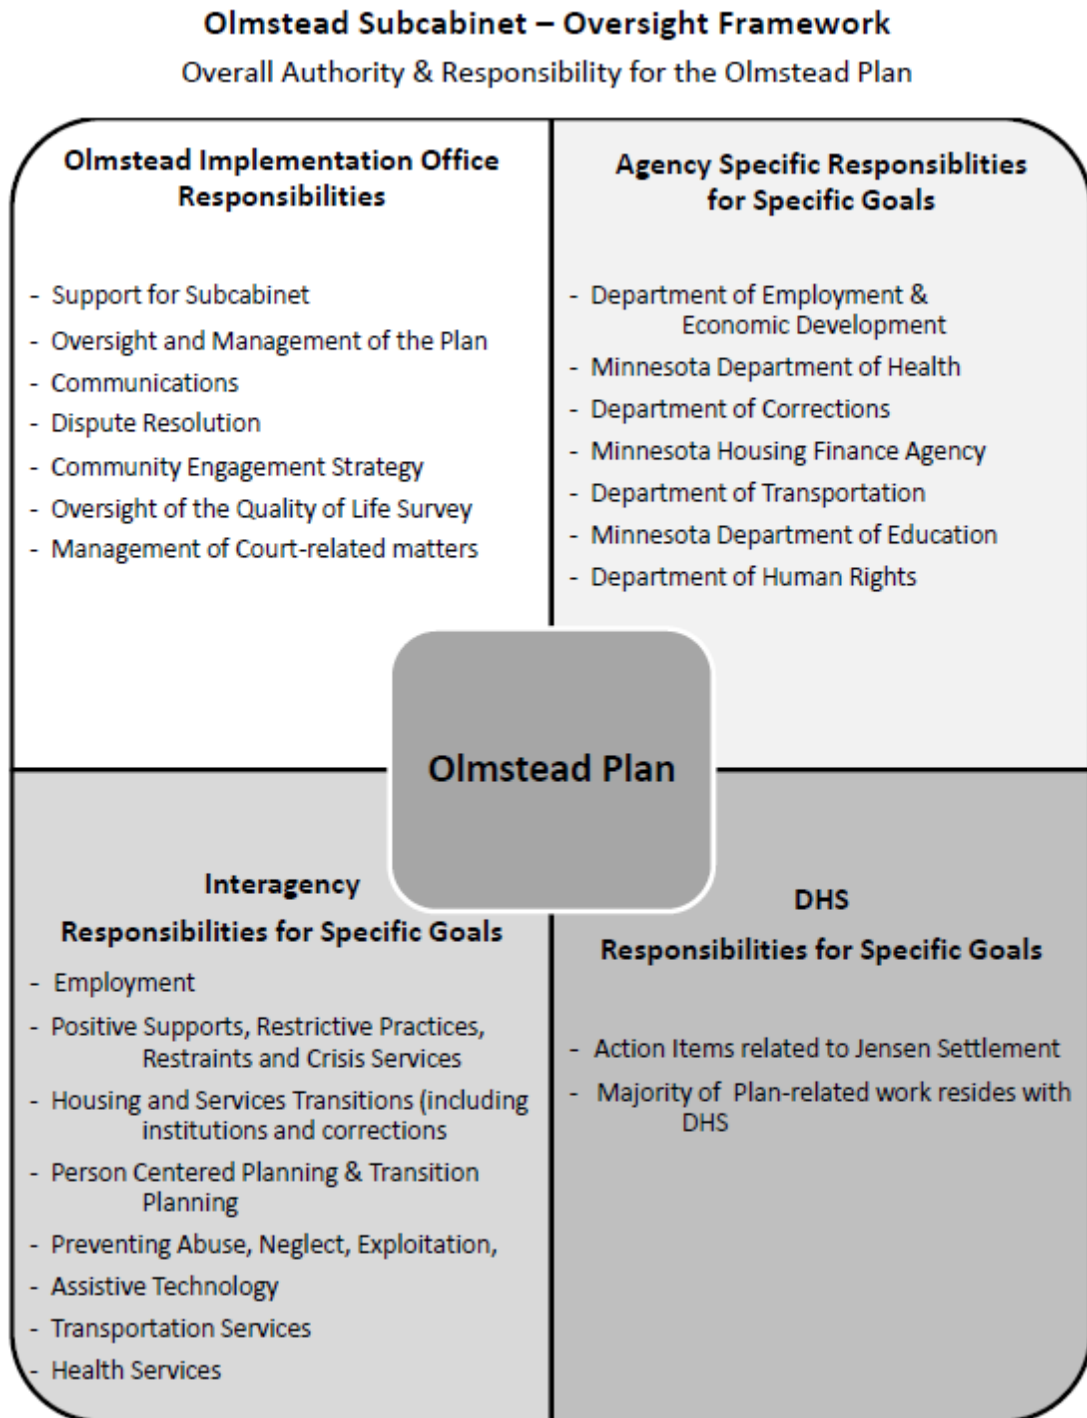 Olmstead Subcabinet – Oversight Framework
Overall Authority & Responsibility for the Olmstead Plan
Olmstead Implementation Office
Responsibilities
- Support for Subcabinet
- Oversight and Management of the Plan
- Communications
- Dispute Resolution
- Community Engagement Strategy
- Oversight of the Quality of Life Survey
- Management of Court-related matters
Agency Specific Responsiblities
for Specific Goals
- Department of Employment &
Economic Development
- Minnesota Department of Health
- Department of Corrections
- Minnesota Housing Finance Agency
- Department of Transportation
- Minnesota Department of Education
- Department of Human Rights
Olmstead Plan
Interagency
Responsibilities for Specific Goals
- Employment
- Positive Supports, Restrictive Practices,
Restraints and Crisis Services
- Housing and Services Transitions (including
institutions and corrections
- Person Centered Planning & Transition
Planning
- Preventing Abuse, Neglect, Exploitation,
- Assistive Technology
- Transportation Services
- Health Services
DHS
Responsibilities for Specific Goals
- Action Items related to Jensen Settlement
- Majority of Plan-related work resides with
DHS